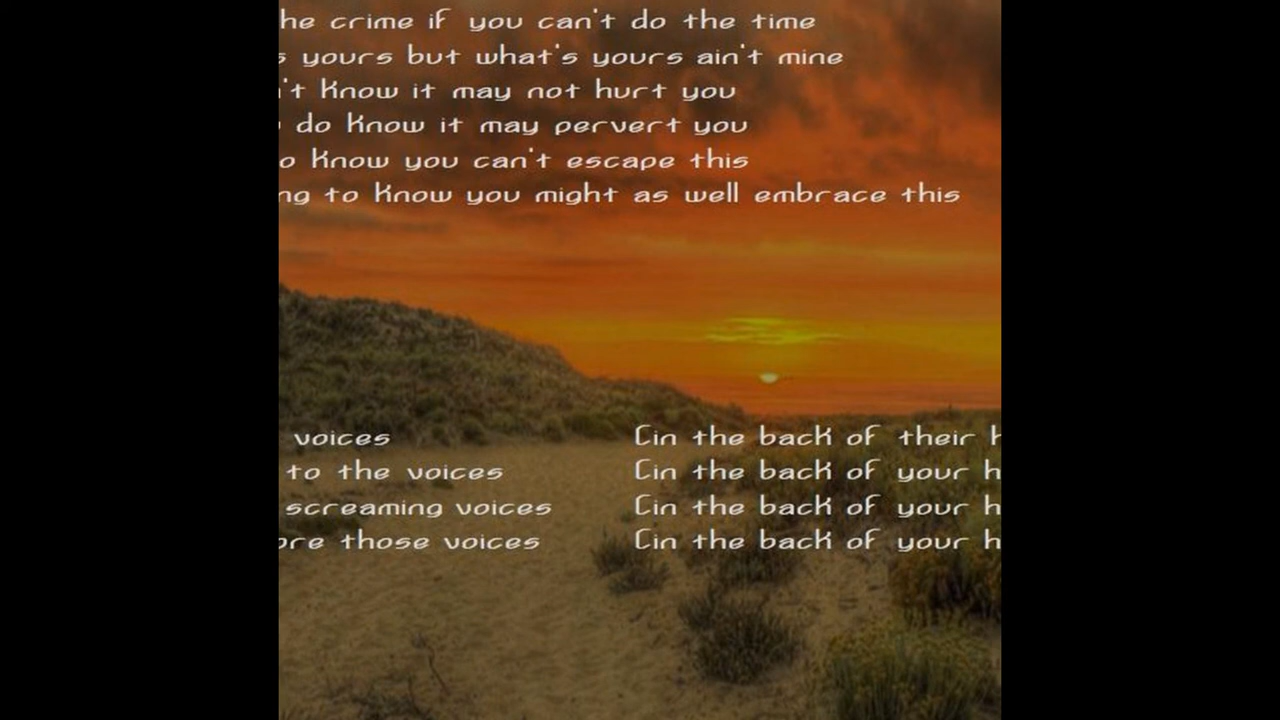 he crime if you can't do the time
s yours but what's yours ain't mine
't know it may not hurt you
do know it may pervert you
o know you can't escape this
ng to know you might as well embrace this
voices [in the back of their h
to the voices [in the back of your h
screaming voices [in the back of your h
ore those voices [in the back of your h